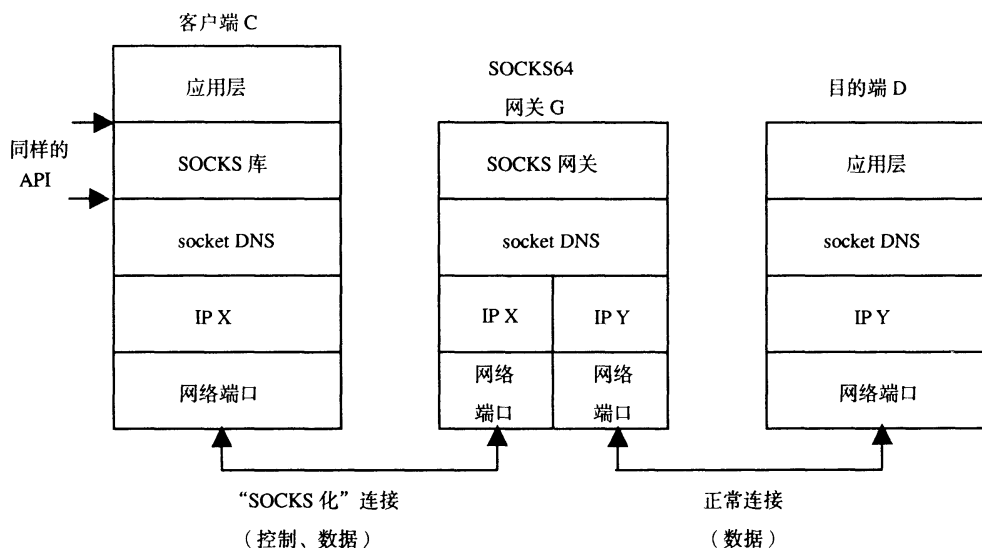 客户端 C
应用层
同样的
API
SOCKS 库
socket DNS
IP X
网络端口
SOCKS64
网关 G
SOCKS 网关
socket DNS
IP X
IP Y
网络
端口
网络
端口
目的端 D
应用层
socket DNS
IP Y
网络端口
“SOCKS 化”连接
（控制、数据）
正常连接
（数据）